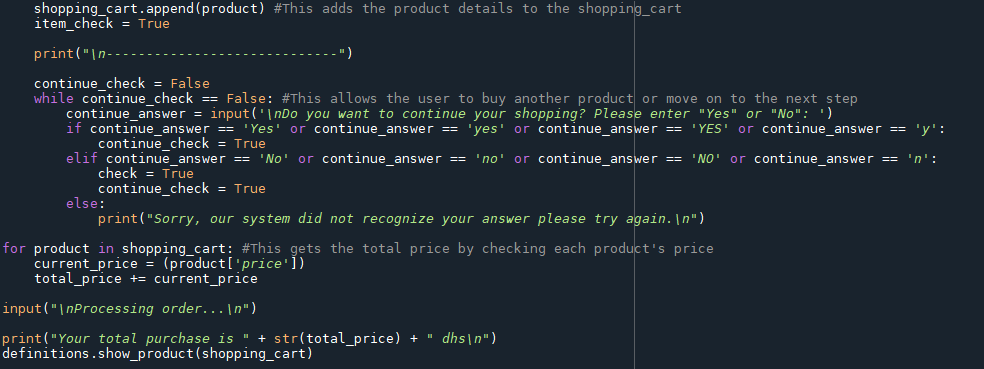 shopping_cart.append(product) #This adds the product details to the shopping_cart
item_check = True
print("\n-----------------------------")
continue_check = False
while continue_check == False: #This allows the user to buy another product or move on to the next step
continue_answer = input('\nDo you want to continue your shopping? Please enter "Yes" or "No": ')
if continue_answer == 'Yes' or continue_answer == 'yes' or continue_answer == 'YES' or continue_answer == 'y':
continue_check = True
elif continue_answer == 'No' or continue_answer == 'no' or continue_answer == 'NO' or continue_answer == 'n':
check = True
continue_check = True
else:
print("Sorry, our system did not recognize your answer please try again.\n")
for product in shopping_cart: #This gets the total price by checking each product's price
current_price = (product['price'])
total_price += current_price
input("\nProcessing order...\n")
print("Your total purchase is " + str(total_price) + " dhs\n")
definitions.show_product(shopping_cart)